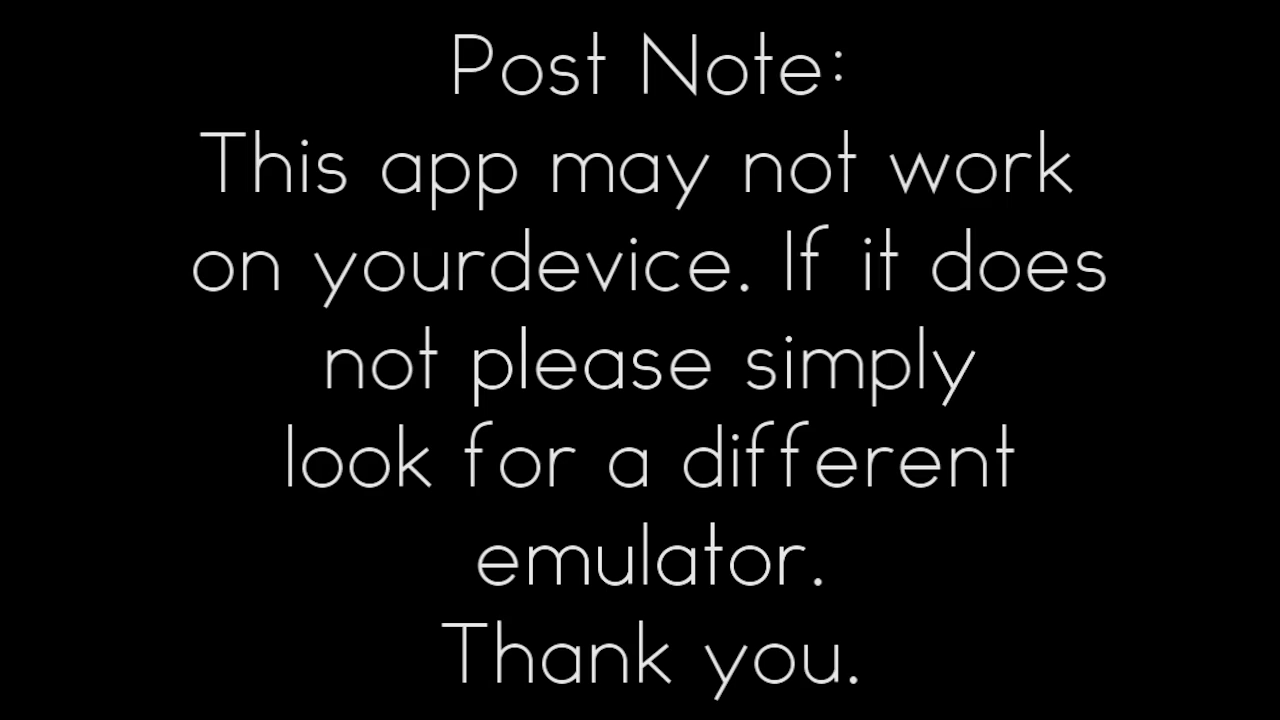 Post Note:
This app may not work
on yourdevice. If it does
not please simply
look for a different
emulator.
Thank you.